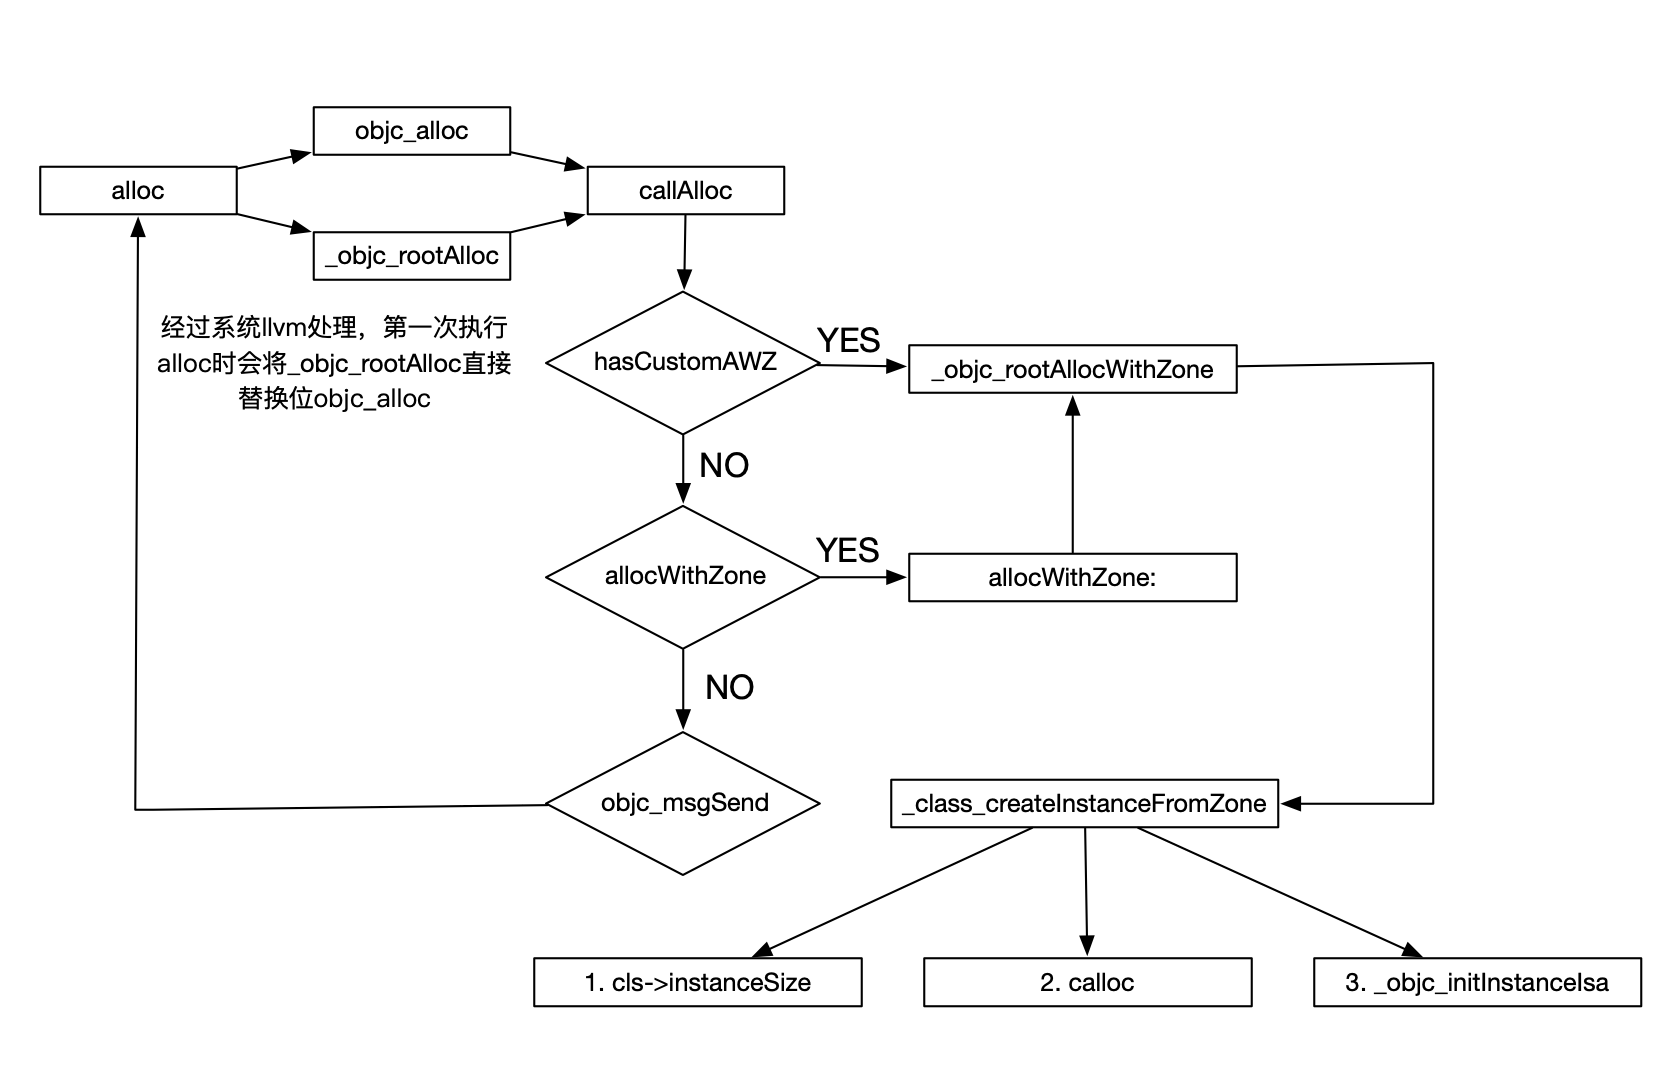 objc_alloc
alloc
callAlloc
_objc_rootAlloc
经过系统llvm处理，第一次执行
alloc时会将_objc_rootAlloc直接
替换位objc_alloc
hasCustomAWZ
YES
_objc_rootAllocWithZone
NO
allocWithZone
YES
allocWithZone:
NO
objc_msgSend
_class_createInstanceFromZone
1. cls->instanceSize
2. calloc
3. _objc_initInstanceIsa